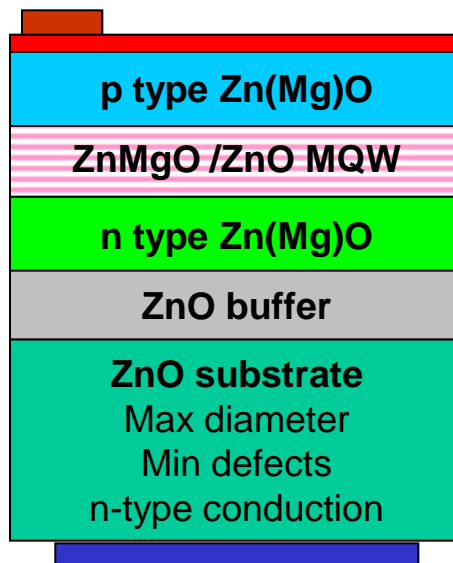 p type Zn(Mg)O
ZnMgO /ZnO MQW
n type Zn(Mg)O
ZnO buffer
ZnO substrate
Max diameter
Min defects
n-type conduction